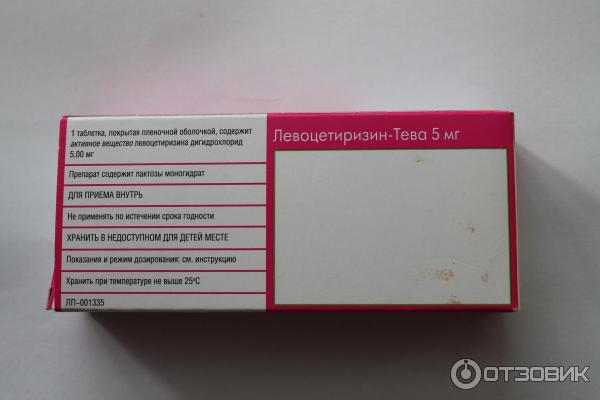 1 таблетка, покрытая пленочной оболочкой, содержит
активное вещество левоцетиризина дигидрохлорид
5,00 мг
Препарат содержит лактозы моногидрат
ДЛЯ ПРИЕМА ВНУТРЬ
Не применять по истечении срока годности
ХРАНИТЬ В НЕДОСТУПНОМ ДЛЯ ДЕТЕЙ МЕСТЕ
Показания и режим дозирования: см. инструкцию
Хранить при температуре не выше 25°C
ЛП-001335
Левоцетиризин-Тева 5 мг
ОТЗОВИК